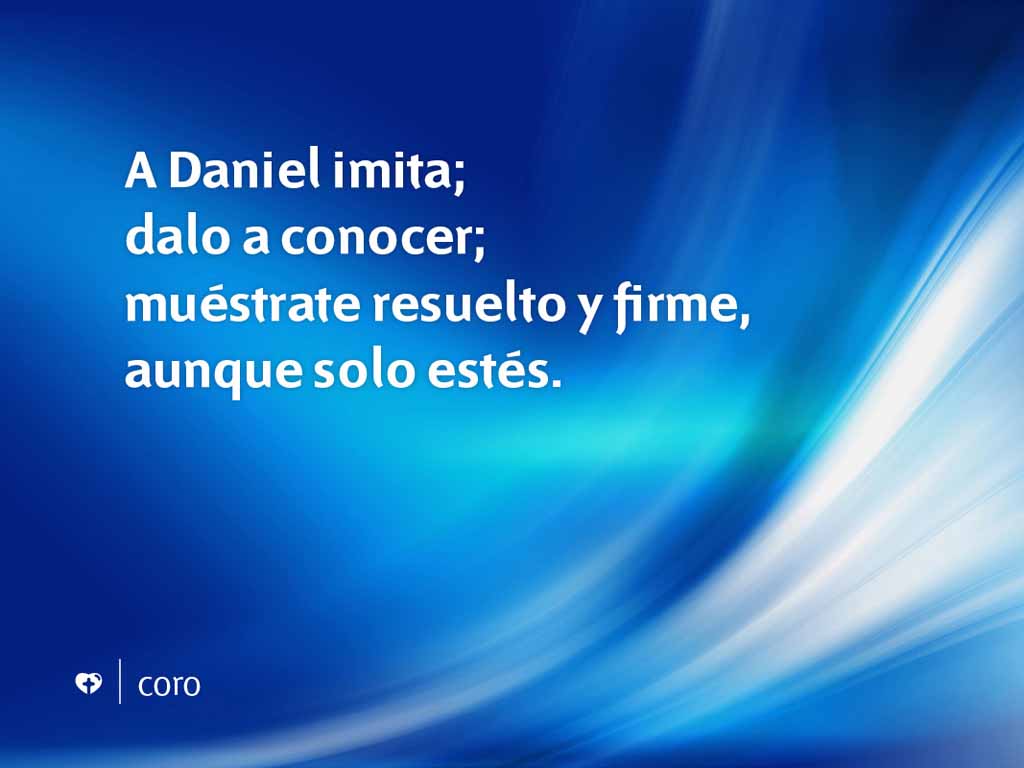 A Daniel imita;
dalo a conocer;
muéstrate resuelto y firme,
aunque solo estés.
coro